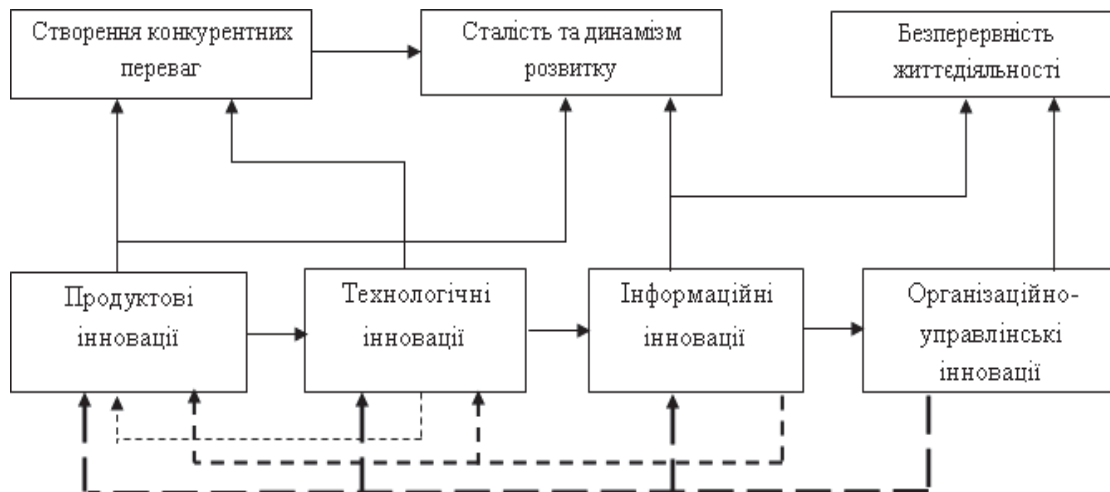 Створення конкурентних
переваг
Сталість та динамізм
розвитку
Безперервність
життєдіяльності
Продуктові
інновації
Технологічні
інновації
Інформаційні
інновації
Організаційно-
управлінські
інновації